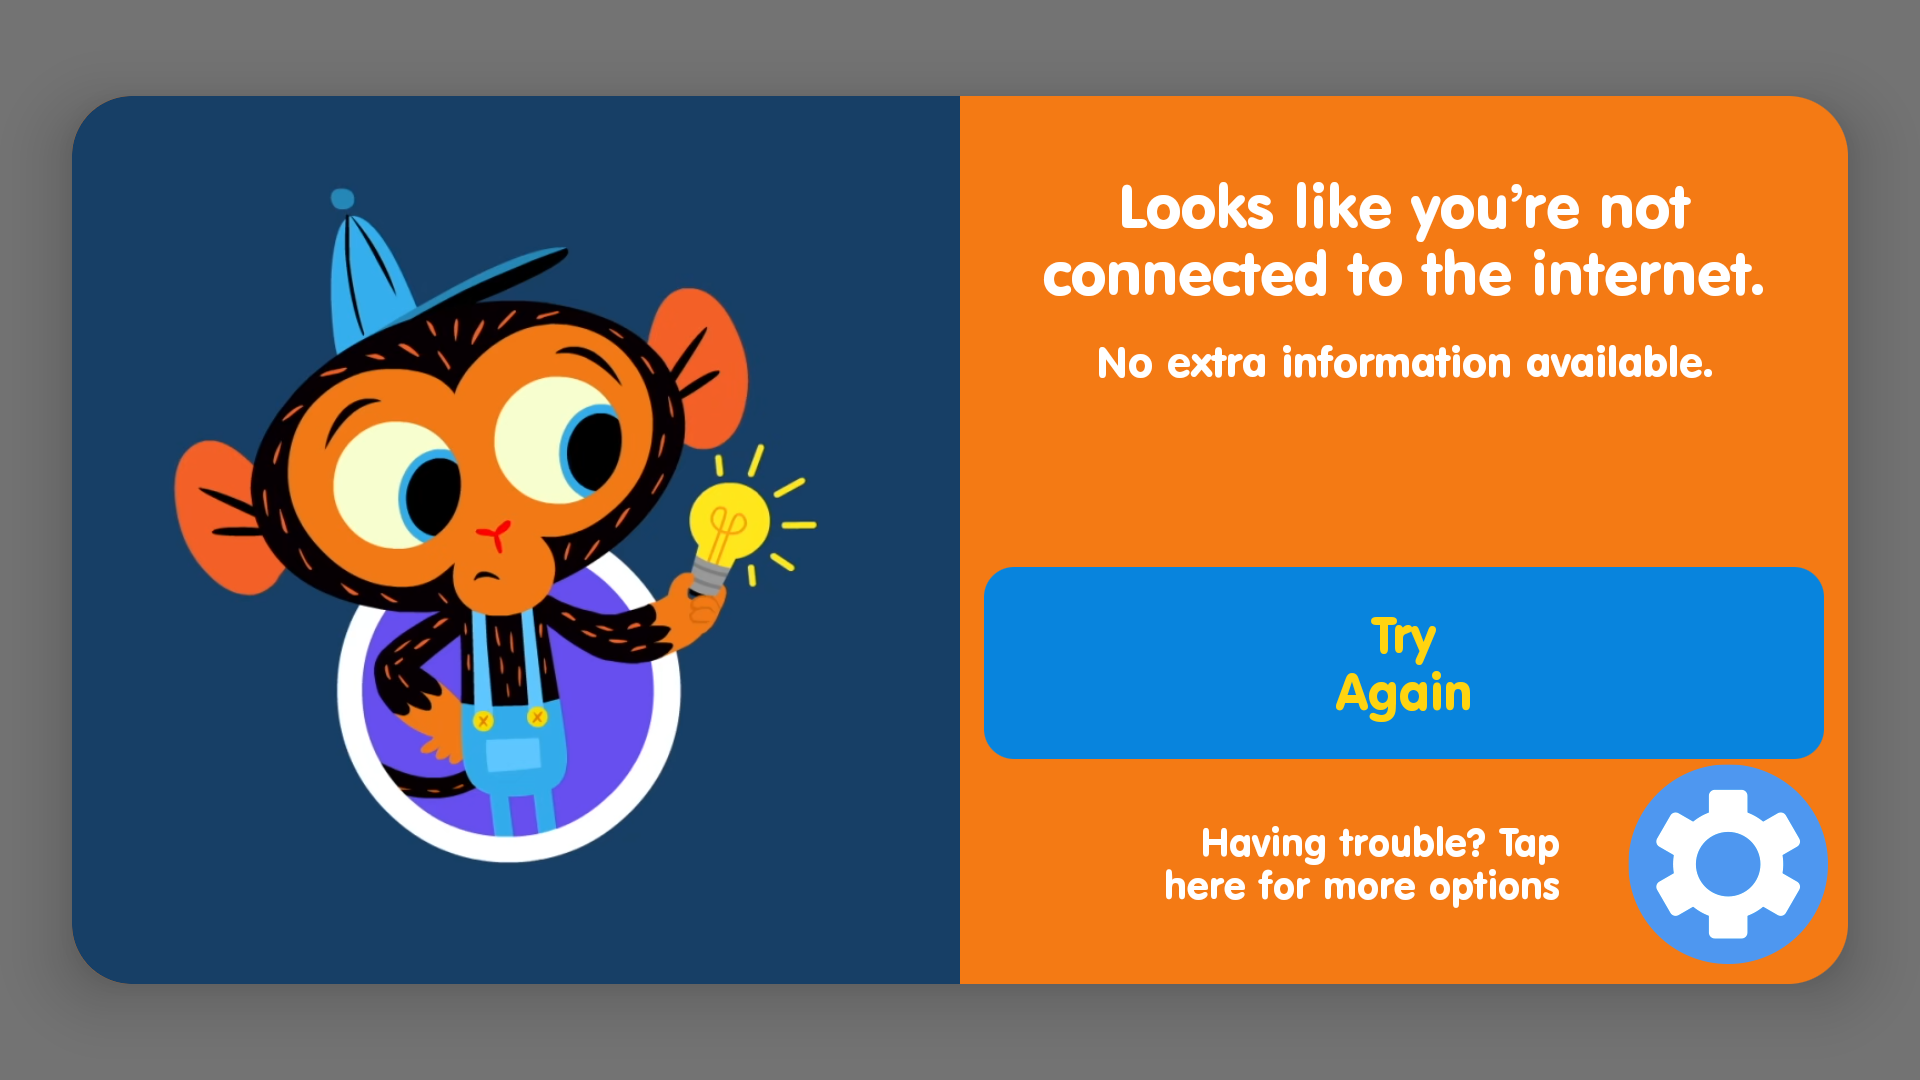 Looks like you’re not
connected to the internet.
No extra information available.
Try
Again
Having trouble? Tap
here for more options